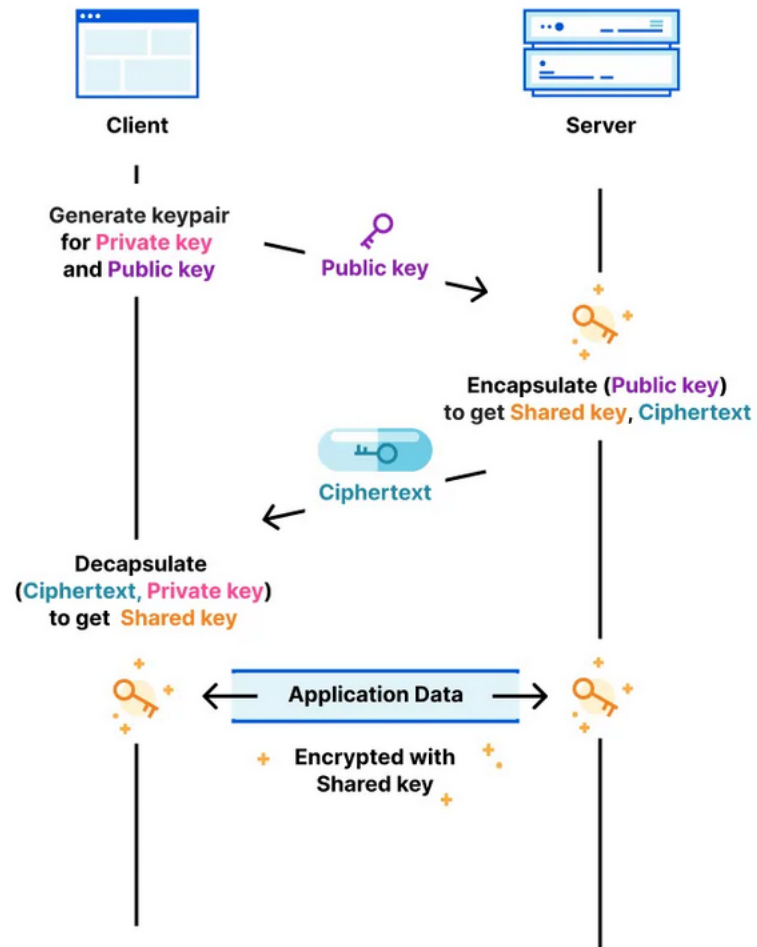 Client
Server
Generate keypair
for Private key
and Public key
Public key
Encapsulate (Public key)
to get Shared key, Ciphertext
Ciphertext
Decapsulate
(Ciphertext, Private key)
to get Shared key
Application Data
Encrypted with
Shared key